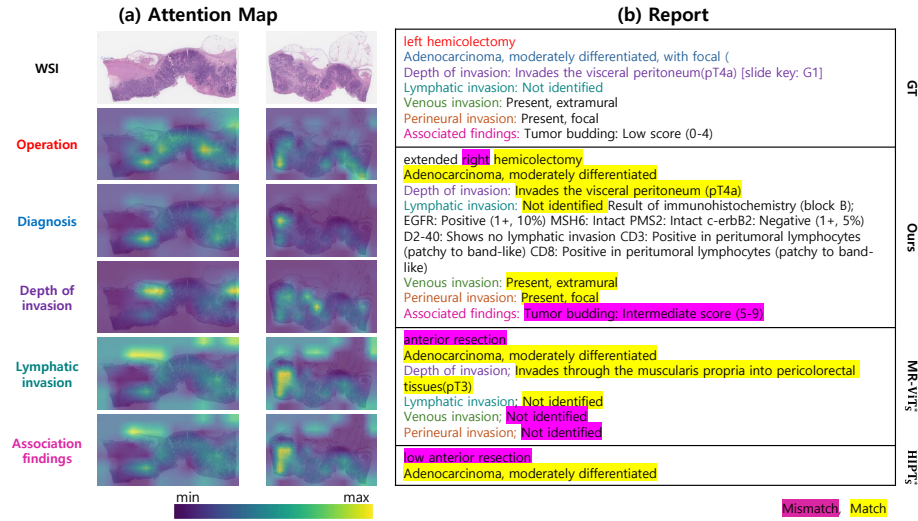 (a) Attention Map
WSI
Operation
Diagnosis
Depth of
invasion
Lymphatic
invasion
Association
findings
min
max
(b) Report
left hemicolectomy
Adenocarcinoma, moderately differentiated, with focal (
Depth of invasion: Invades the visceral peritoneum(pT4a) [slide key: G1]
Lymphatic invasion: Not identified
Venous invasion: Present, extramural
Perineural invasion: Present, focal
Associated findings: Tumor budding: Low score (0-4)
GT
extended right hemicolectomy
Adenocarcinoma, moderately differentiated
Depth of invasion: Invades the visceral peritoneum (pT4a)
Lymphatic invasion: Not identified Result of immunohistochemistry (block B);
EGFR: Positive (1+, 10%) MSH6: Intact PMS2: Intact c-erbB2: Negative (1+, 5%)
D2-40: Shows no lymphatic invasion CD3: Positive in peritumoral lymphocytes
(patchy to band-like) CD8: Positive in peritumoral lymphocytes (patchy to band-
like)
Venous invasion: Present, extramural
Perineural invasion: Present, focal
Associated findings: Tumor budding: Intermediate score (5-9)
Ours
anterior resection
Adenocarcinoma, moderately differentiated
Depth of invasion; Invades through the muscularis propria into pericolorectal
tissues(pT3)
Lymphatic invasion; Not identified
Venous invasion; Not identified
Perineural invasion; Not identified
low anterior resection
Adenocarcinoma, moderately differentiated
Mismatch, Match